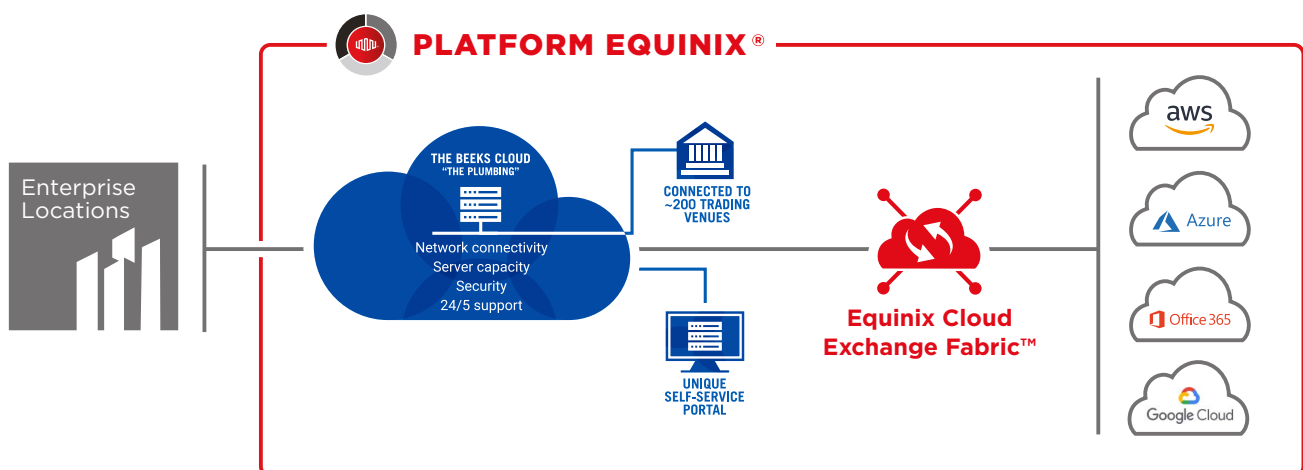 PLATFORM EQUINIX®
Enterprise
Locations
THE BEEKS CLOUD
“THE PLUMBING”
Network connectivity
Server capacity
Security
24/5 support
CONNECTED TO
~200 TRADING
VENUES
UNIQUE
SELF-SERVICE
PORTAL
Equinix Cloud
Exchange Fabric™
aws
Azure
Office 365
Google Cloud